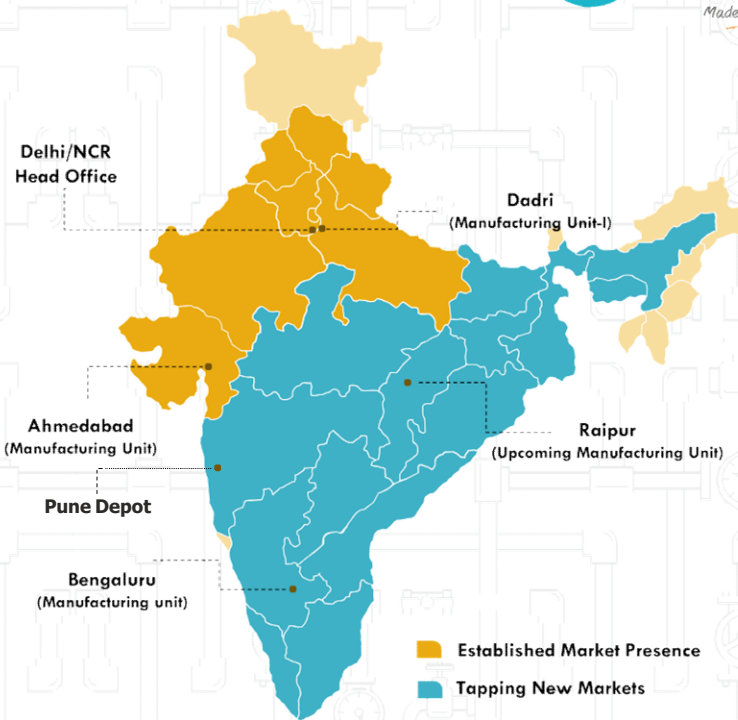 Made
Delhi/NCR
Head Office
Dadri
(Manufacturing Unit-I)
Ahmedabad
(Manufacturing Unit)
Raipur
(Upcoming Manufacturing Unit)
Pune Depot
Bengaluru
(Manufacturing unit)
Established Market Presence
Tapping New Markets